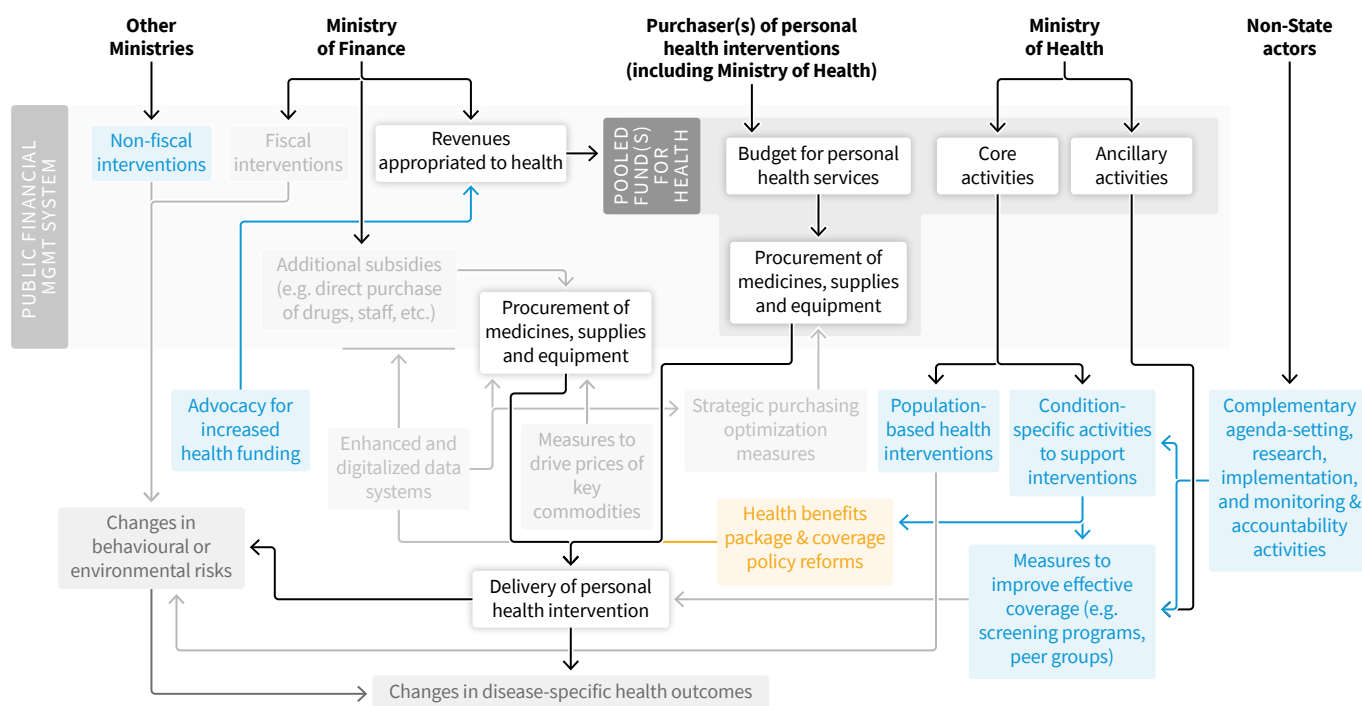 Other
Ministries
Ministry
of Finance
Purchaser(s) of personal
health interventions
(including Ministry of Health)
Ministry
of Health
Non-State
actors
PUBLIC FINANCIAL
MGMT SYSTEM
Non-fiscal
interventions
Fiscal
interventions
Revenues
appropriated to health
POOLED
FUND(S)
FOR
HEALTH
Budget for personal
health services
Core
activities
Ancillary
activities
Additional subsidies
(e.g. direct purchase
of drugs, staff, etc.)
Procurement of
medicines, supplies
and equipment
Procurement of
medicines, supplies
and equipment
Advocacy for
increased
health funding
Enhanced and
digitalized data
systems
Measures to
drive prices of
key
commodities
Strategic purchasing
optimization
measures
Population-
based health
interventions
Condition-
specific activities
to support
interventions
Complementary
agenda-setting,
research,
implementation,
and monitoring &
accountability
activities
Changes in
behavioural or
environmental risks
Health benefits
package & coverage
policy reforms
Measures to
improve effective
coverage (e.g.
screening programs,
peer groups)
Delivery of personal
health intervention
Changes in disease-specific health outcomes